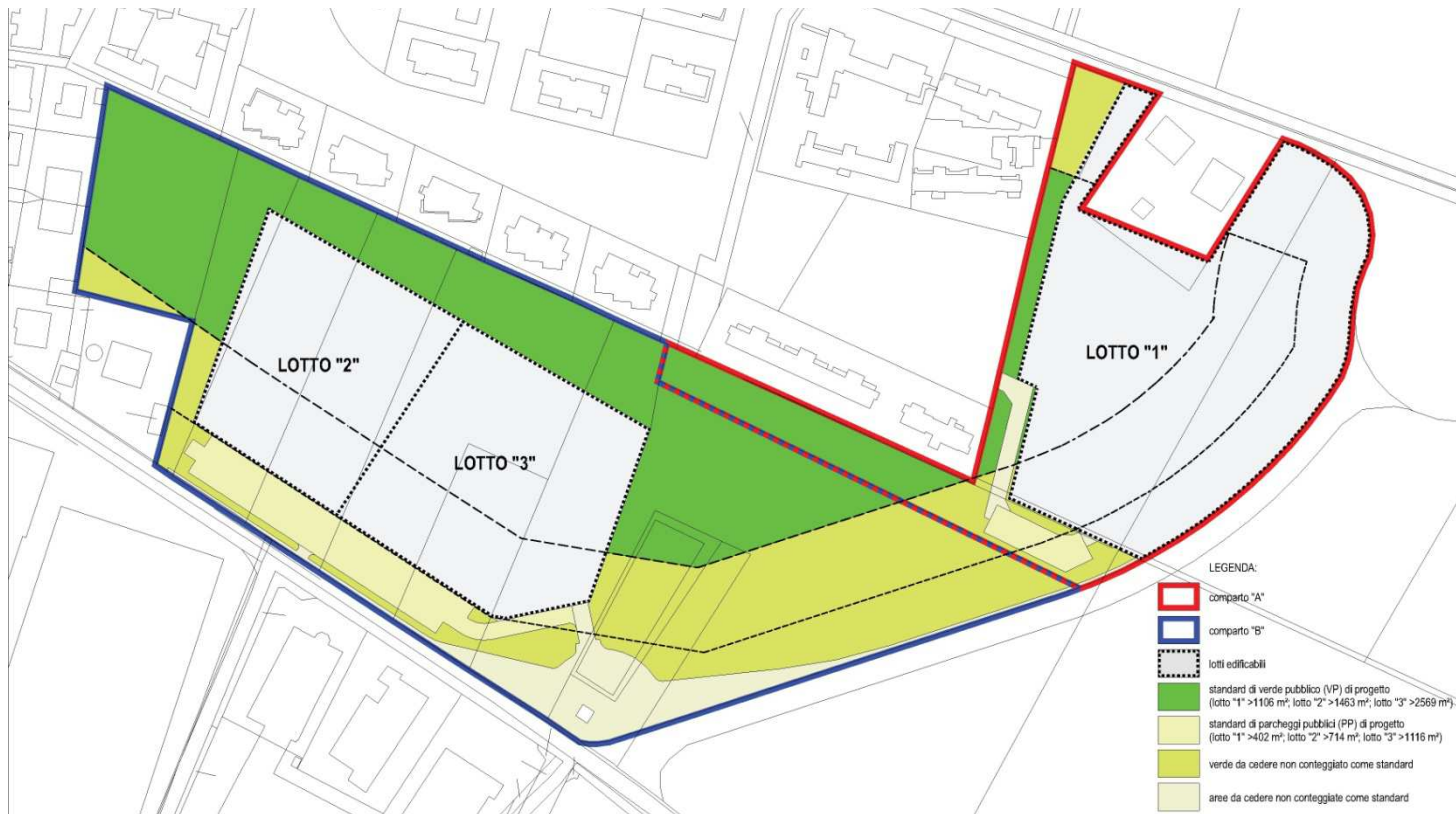 LOTTO "1"
LOTTO "2"
LOTTO "3"
LEGENDA:
comparto "A"
comparto "B"
lotti edificabili
standard di verde pubblico (VP) di progetto
(lotto "1" >1106 m²; lotto "2" >1463 m²; lotto "3" >2569 m²)
standard di parcheggi pubblici (PP) di progetto
(lotto "1" >402 m²; lotto "2" >714 m²; lotto "3" >1116 m²)
verde da cedere non conteggiato come standard
aree da cedere non conteggiate come standard